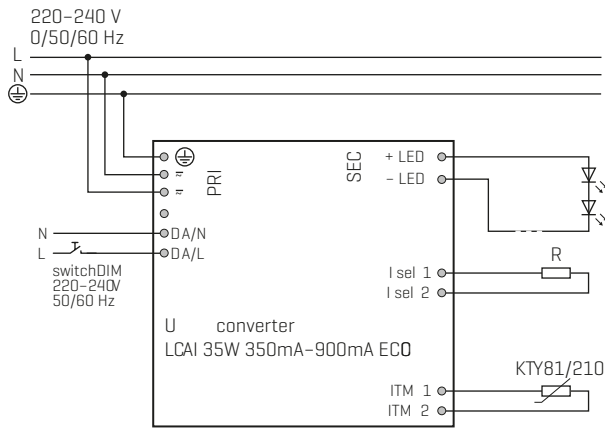 220–240 V
0/50/60 Hz
L
N
PRI
SEC
+ LED
– LED
N
DA/N
L
DA/L
switchDIM
220–240V
50/60 Hz
I sel 1
I sel 2
R
U converter
LCAI 35W 350mA–900mA ECO
KTY81/210
ITM 1
ITM 2